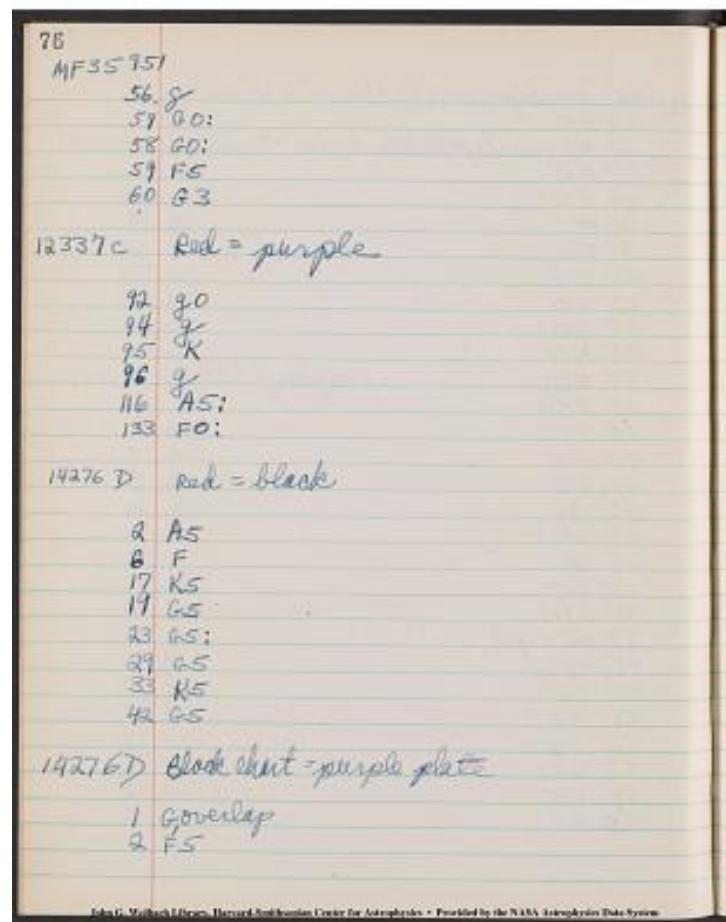 76
MF35951
56 g
57 G0:
58 G0:
59 F5
60 G3
12337c Red = purple
92 g0
94 g
95 K
96 g
116 A5:
133 F0:
14276 D Red = black
2 A5
6 F
17 K5
19 G5
23 G5:
29 G5
33 K5
42 G5
14276D Black chart = purple plate
1 G overlap
2 F5
John G. Wolbach Library, Harvard-Smithsonian Center for Astrophysics • Provided by the NASA Astrophysics Data System